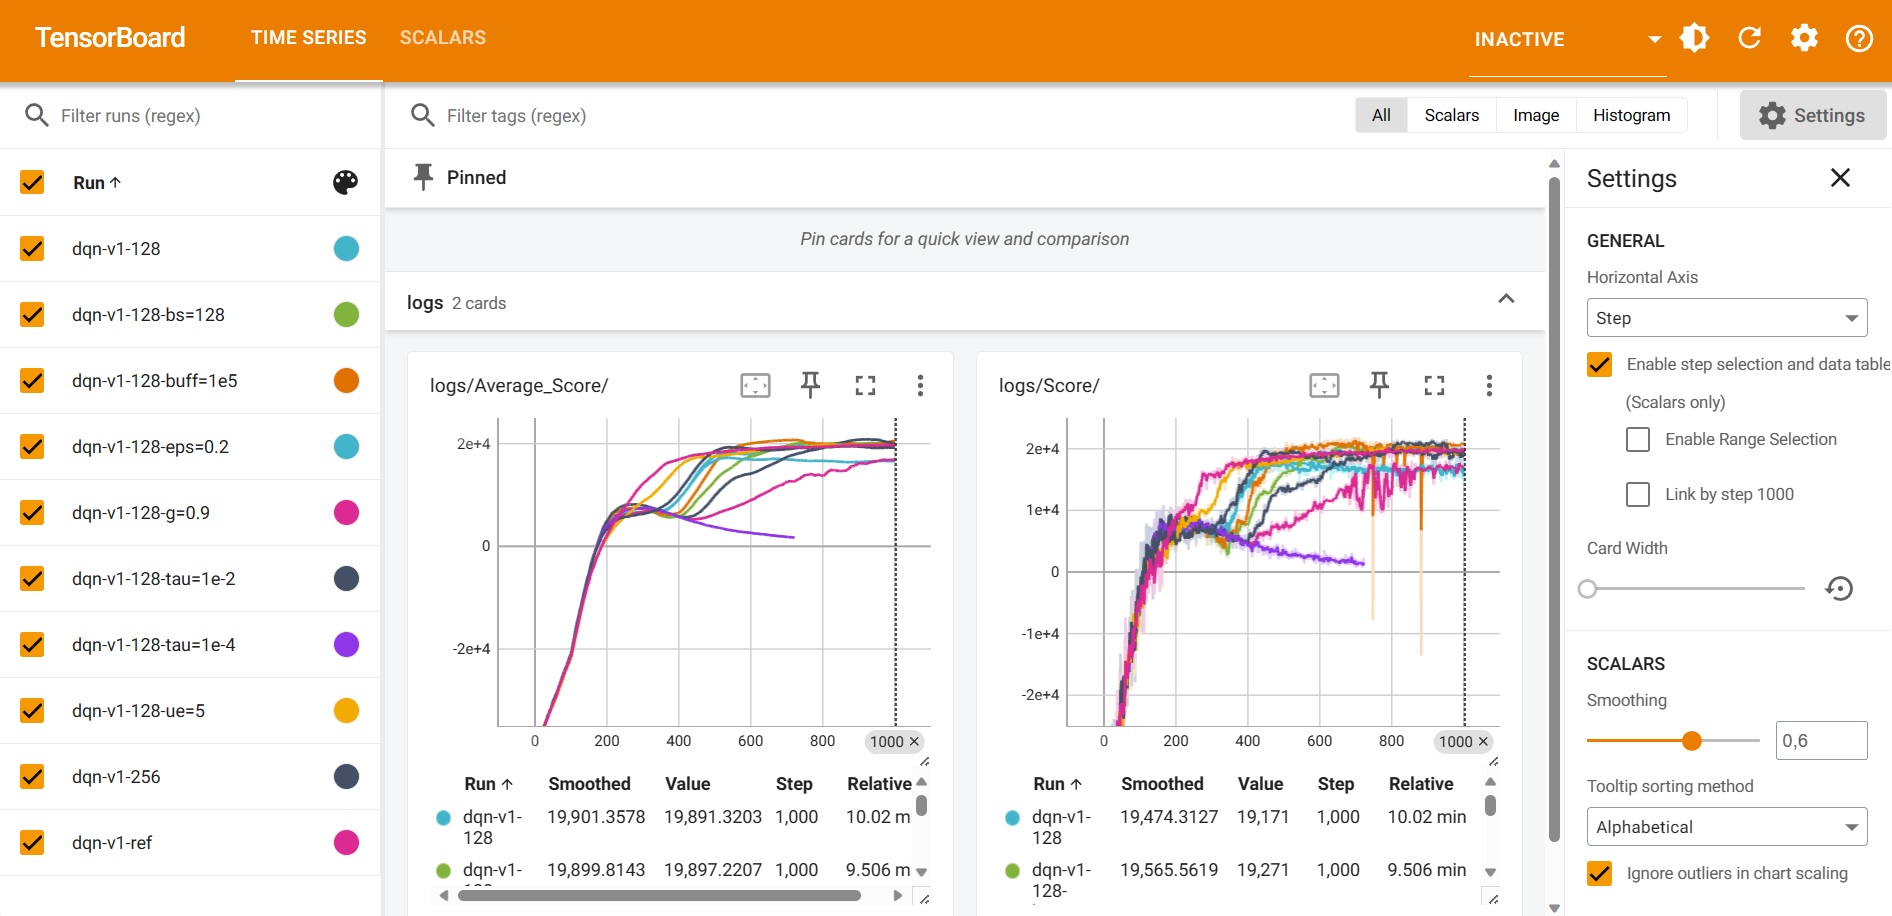 TensorBoard
TIME SERIES
SCALARS
INACTIVE
Filter runs (regex)
Filter tags (regex)
All
Scalars
Image
Histogram
Settings
Run
dqn-v1-128
dqn-v1-128-bs=128
dqn-v1-128-buff=1e5
dqn-v1-128-eps=0.2
dqn-v1-128-g=0.9
dqn-v1-128-tau=1e-2
dqn-v1-128-tau=1e-4
dqn-v1-128-ue=5
dqn-v1-256
dqn-v1-ref
Pinned
Pin cards for a quick view and comparison
logs 2 cards
logs/Average_Score/
2e+4
0
-2e+4
0 200 400 600 800 1000
Run Smoothed Value Step Relative
dqn-v1-128 19,901.3578 19,891.3203 1,000 10.02 m
dqn-v1- 19,899.8143 19,897.2207 1,000 9.506 m
logs/Score/
2e+4
1e+4
0
-1e+4
-2e+4
0 200 400 600 800 1000
Run Smoothed Value Step Relative
dqn-v1-128 19,474.3127 19,171 1,000 10.02 min
dqn-v1-128- 19,565.5619 19,271 1,000 9.506 min
Settings
GENERAL
Horizontal Axis
Step
Enable step selection and data table
(Scalars only)
Enable Range Selection
Link by step 1000
Card Width
SCALARS
Smoothing
0,6
Tooltip sorting method
Alphabetical
Ignore outliers in chart scaling